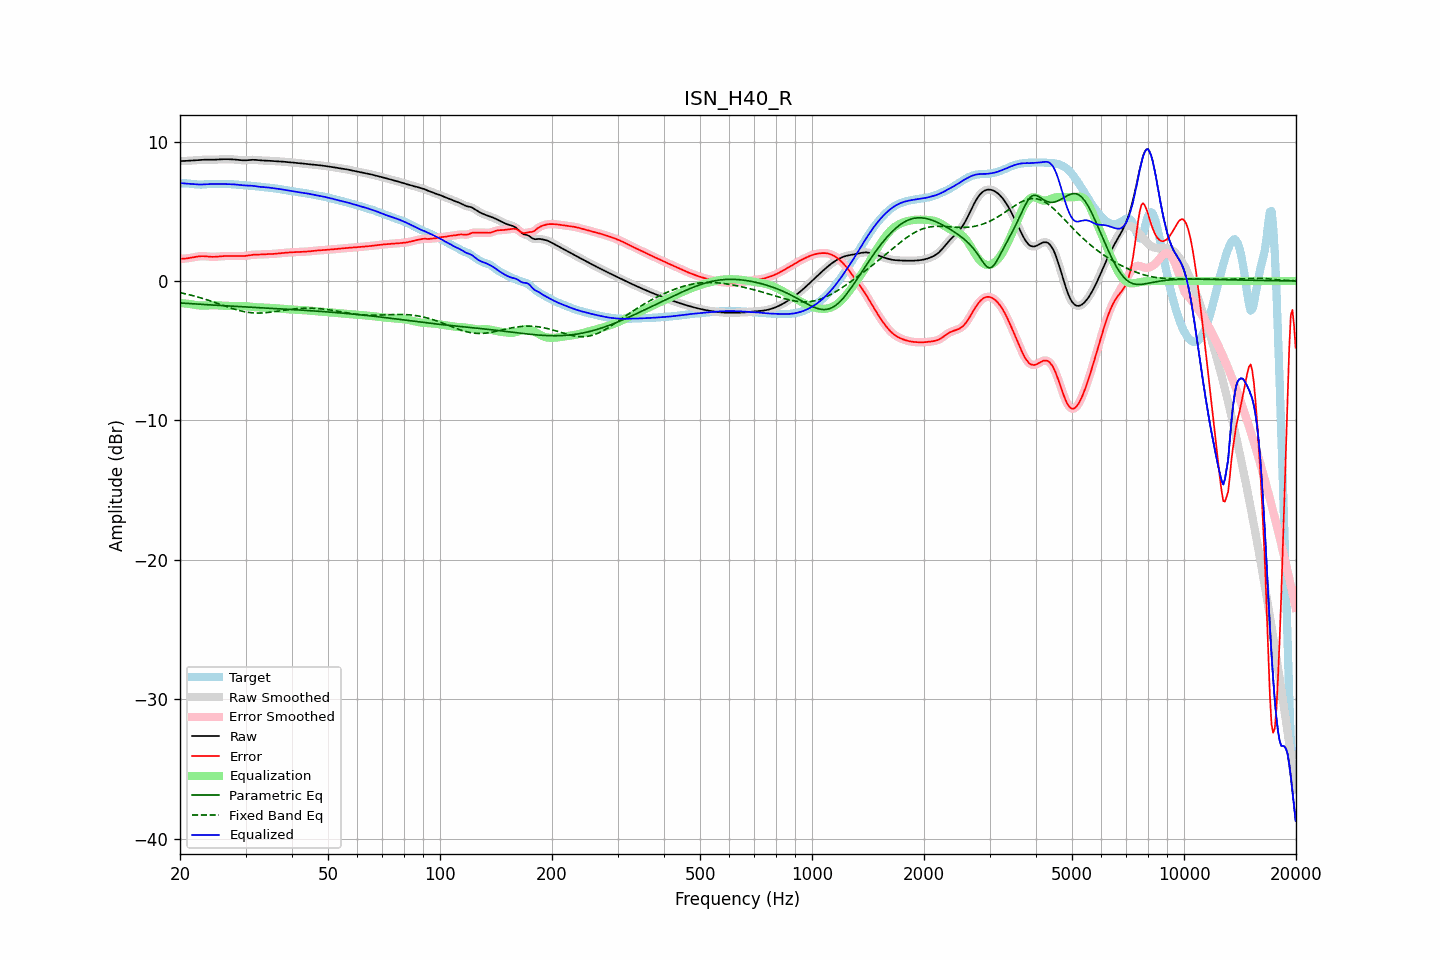 ISN_H40_R
Amplitude (dBr)
10
0
−10
−20
−30
−40
Target
Raw Smoothed
Error Smoothed
Raw
Error
Equalization
Parametric Eq
Fixed Band Eq
Equalized
20 50 100 200 500 1000 2000 5000 10000 20000
Frequency (Hz)